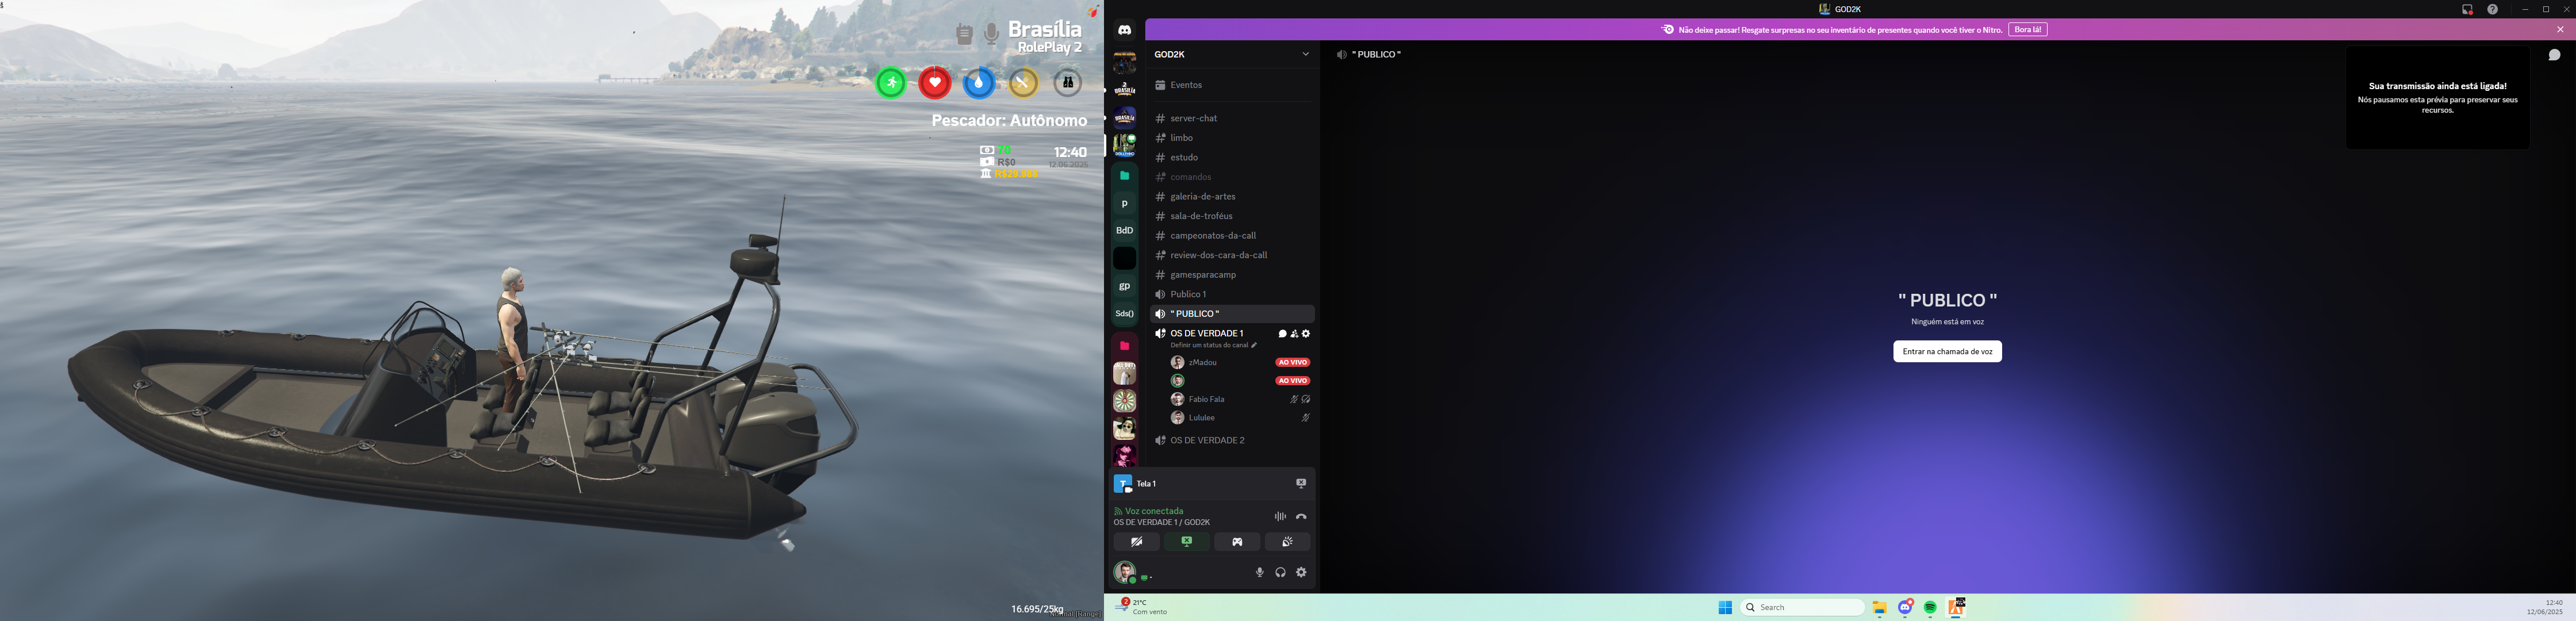 Brasília
RolePlay 2
Pescador: Autônomo
70
12:40
R$0
12.06.2025
16.695/25kg
GOD2K
Não deixe passar! Resgate surpresas no seu inventário de presentes quando você tiver o Nitro.
Bora lá!
GOD2K
" PUBLICO "
Eventos
server-chat
limbo
estudo
comandos
galeria-de-artes
sala-de-troféus
campeonatos-da-call
review-dos-cara-da-call
gamesparacamp
Publico 1
" PUBLICO "
OS DE VERDADE 1
Definir um status do canal
zMadou
AO VIVO
AO VIVO
Fabio Fala
Lululee
OS DE VERDADE 2
p
BdD
gp
Sds()
T
Tela 1
Voz conectada
OS DE VERDADE 1 / GOD2K
Sua transmissão ainda está ligada!
Nós pausamos esta prévia para preservar seus
recursos.
" PUBLICO "
Ninguém está em voz
Entrar na chamada de voz
2
21°C
Com vento
Search
12:40
12/06/2025